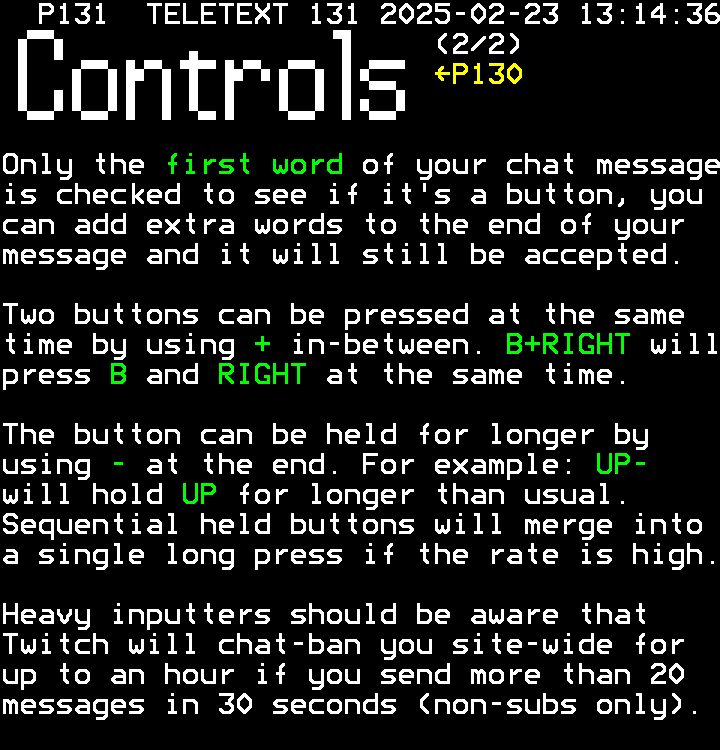 P131  TELETEXT 131 2025-02-23 13:14:36
Controls
(2/2)
←P130
Only the first word of your chat message
is checked to see if it's a button, you
can add extra words to the end of your
message and it will still be accepted.
Two buttons can be pressed at the same
time by using + in-between. B+RIGHT will
press B and RIGHT at the same time.
The button can be held for longer by
using - at the end. For example: UP-
will hold UP for longer than usual.
Sequential held buttons will merge into
a single long press if the rate is high.
Heavy inputters should be aware that
Twitch will chat-ban you site-wide for
up to an hour if you send more than 20
messages in 30 seconds (non-subs only).